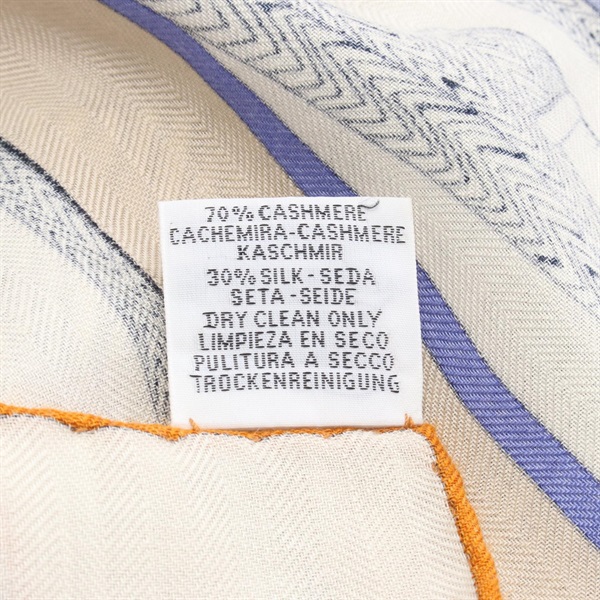 70% CASHMERE
CACHEMIRA-CASHMERE
KASCHMIR
30% SILK-SEDA
SETA-SEIDE
DRY CLEAN ONLY
LIMPIEZA EN SECO
PULITURA A SECCO
TROCKENREINIGUNG